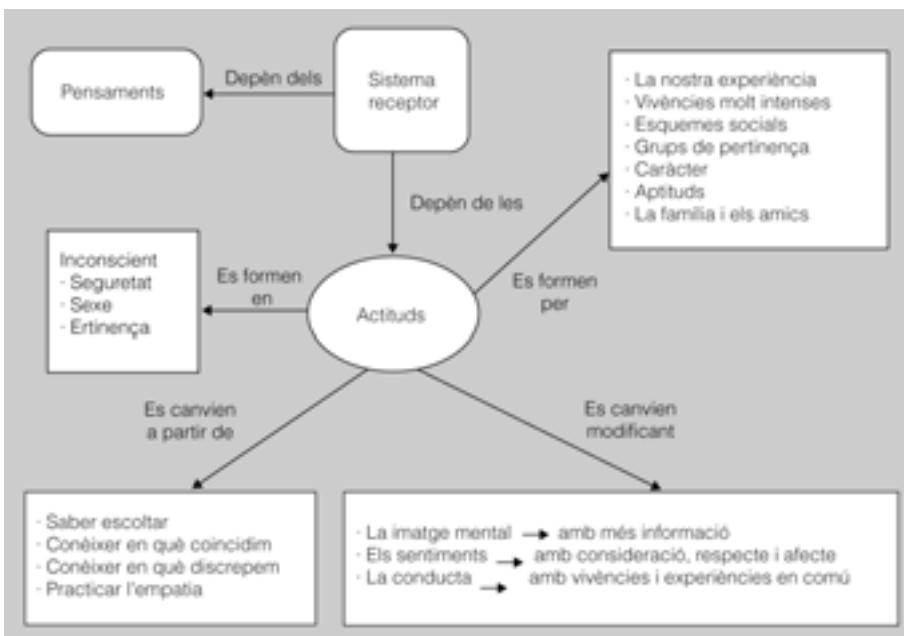 Pensaments
Depèn dels
Sistema
receptor
· La nostra experiència
· Vivències molt intenses
· Esquemes socials
· Grups de pertinença
· Caràcter
· Aptituds
· La família i els amics
Depèn de les
Inconscient
· Seguretat
· Sexe
· Ertinença
Es formen
en
Actituds
Es formen
per
Es canvien
a partir de
Es canvien
modificant
· Saber escoltar
· Conèixer en què coincidim
· Conèixer en què discrepem
· Practicar l'empatia
· La imatge mental → amb més informació
· Els sentiments → amb consideració, respecte i afecte
· La conducta → amb vivències i experiències en comú